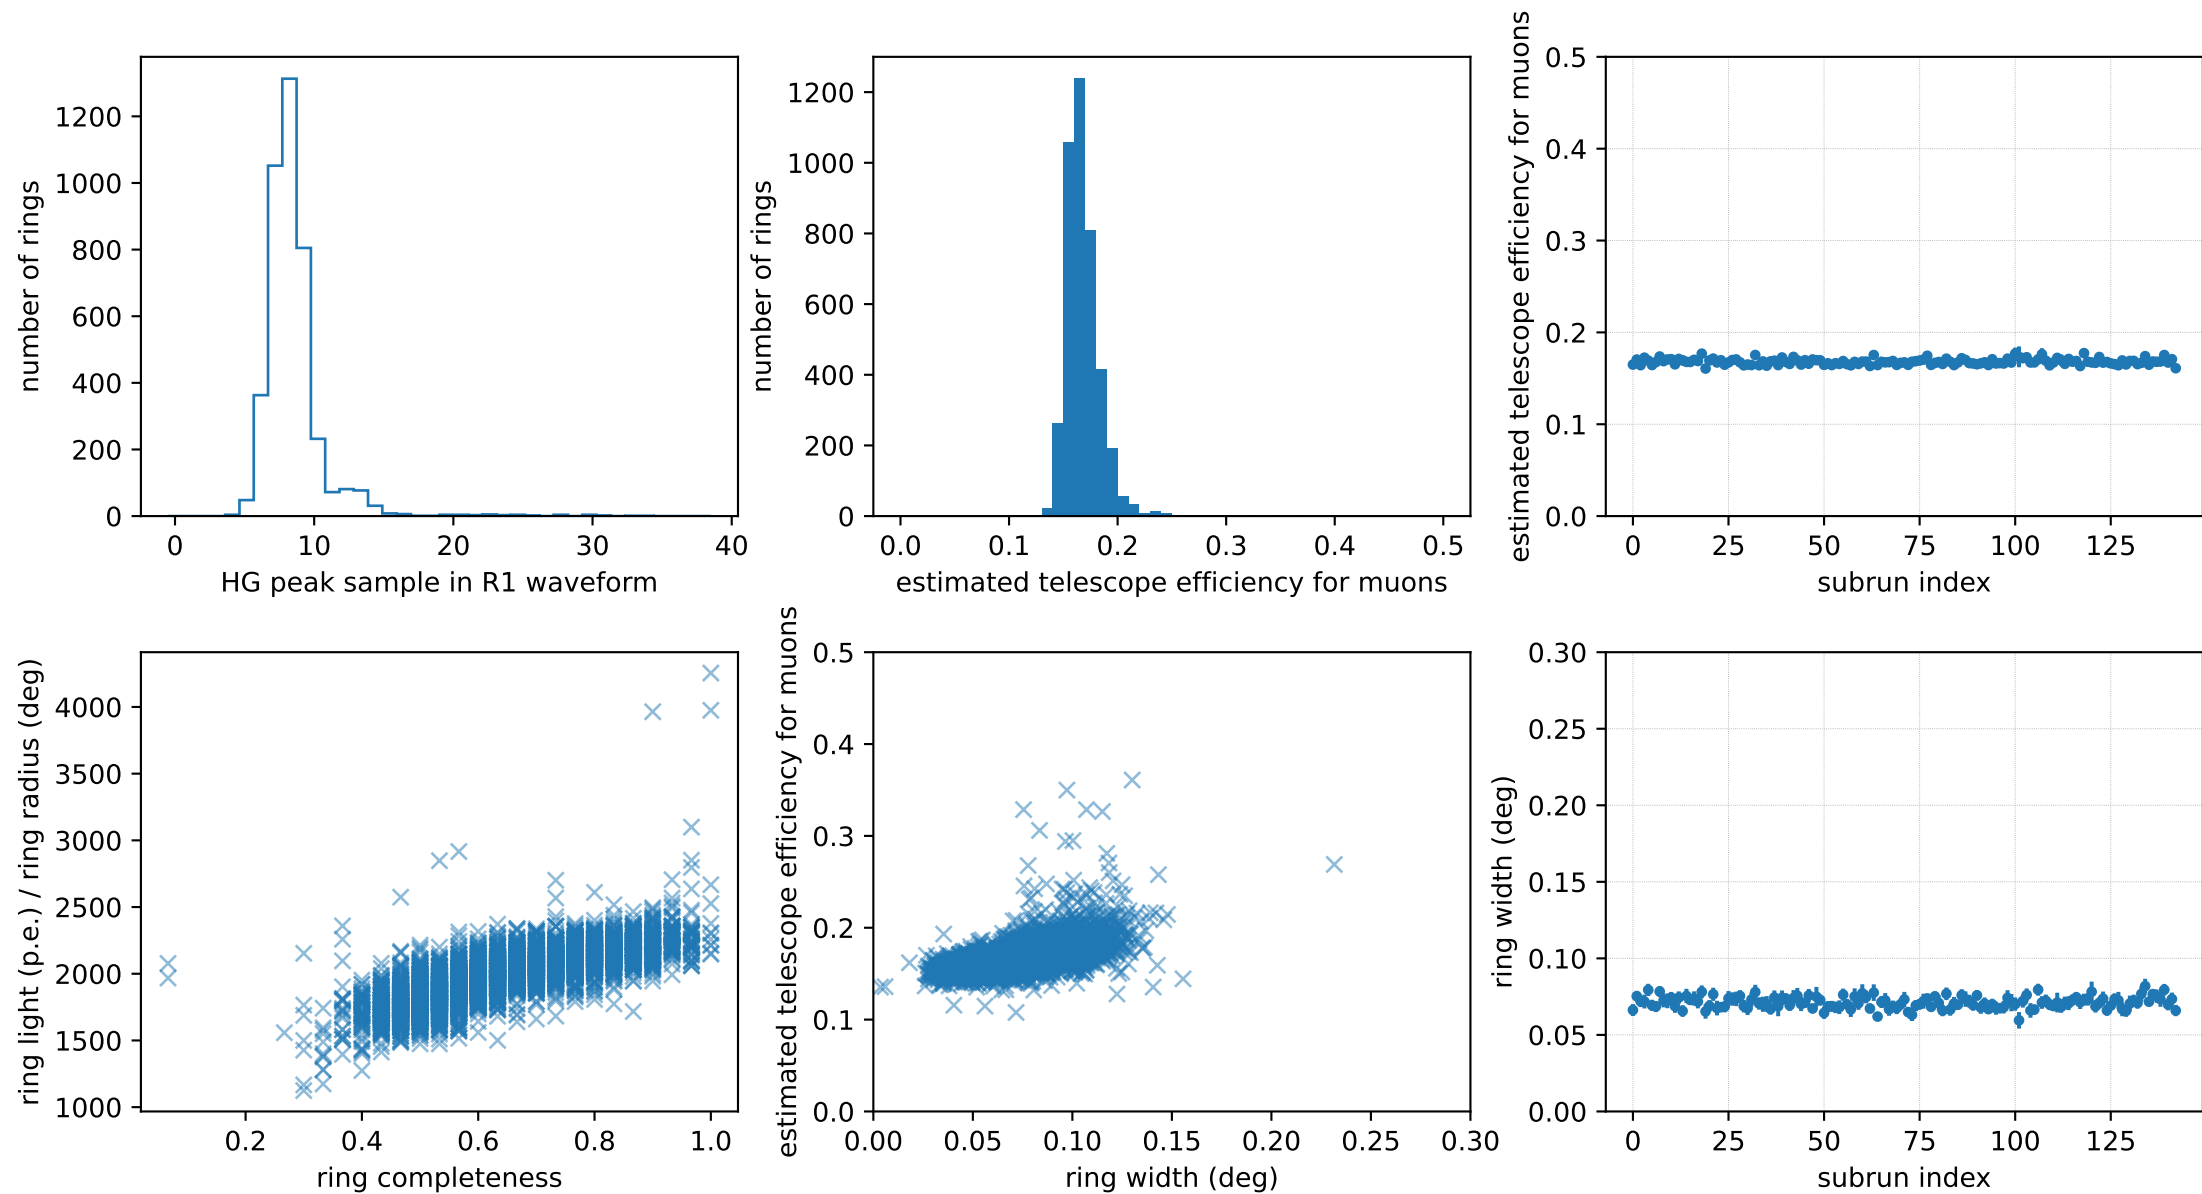 number of rings
1200
1000
800
600
400
200
0
0 10 20 30 40
HG peak sample in R1 waveform
number of rings
1200
1000
800
600
400
200
0
0.0 0.1 0.2 0.3 0.4 0.5
estimated telescope efficiency for muons
estimated telescope efficiency for muons
0.5
0.4
0.3
0.2
0.1
0.0
0 25 50 75 100 125
subrun index
ring light (p.e.) / ring radius (deg)
4000
3500
3000
2500
2000
1500
1000
0.2 0.4 0.6 0.8 1.0
ring completeness
estimated telescope efficiency for muons
0.5
0.4
0.3
0.2
0.1
0.0
0.00 0.05 0.10 0.15 0.20 0.25 0.30
ring width (deg)
ring width (deg)
0.30
0.25
0.20
0.15
0.10
0.05
0.00
0 25 50 75 100 125
subrun index